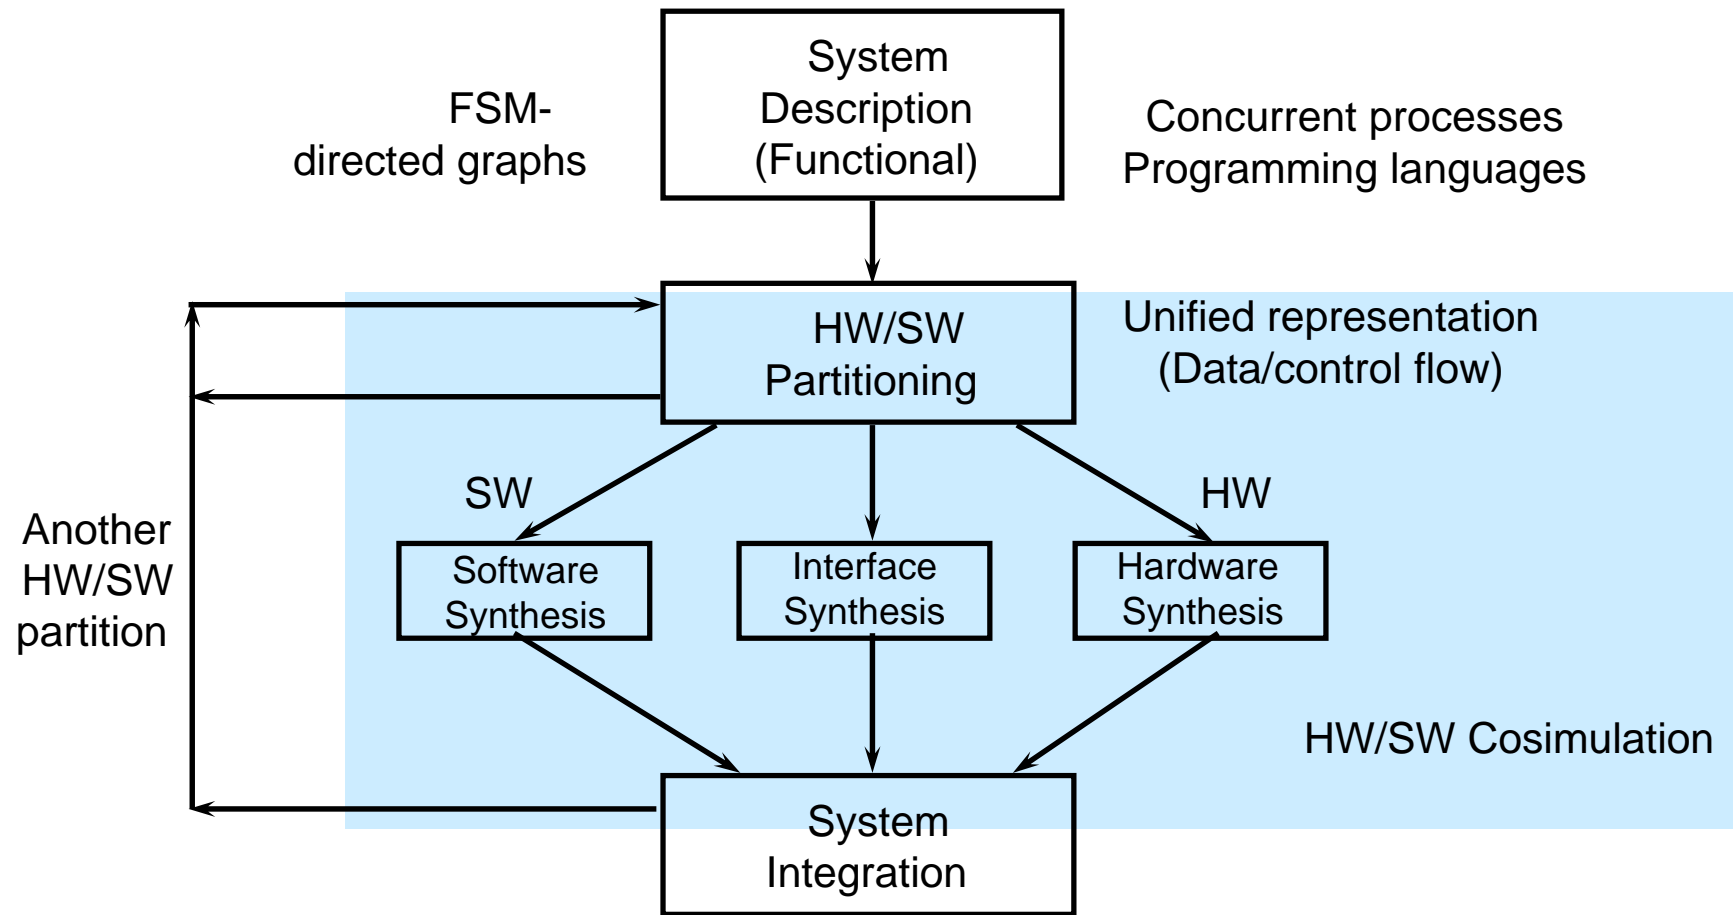 System
Description
(Functional)
FSM-
directed graphs
Concurrent processes
Programming languages
HW/SW
Partitioning
Unified representation
(Data/control flow)
SW
HW
Another
HW/SW
partition
Software
Synthesis
Interface
Synthesis
Hardware
Synthesis
HW/SW Cosimulation
System
Integration